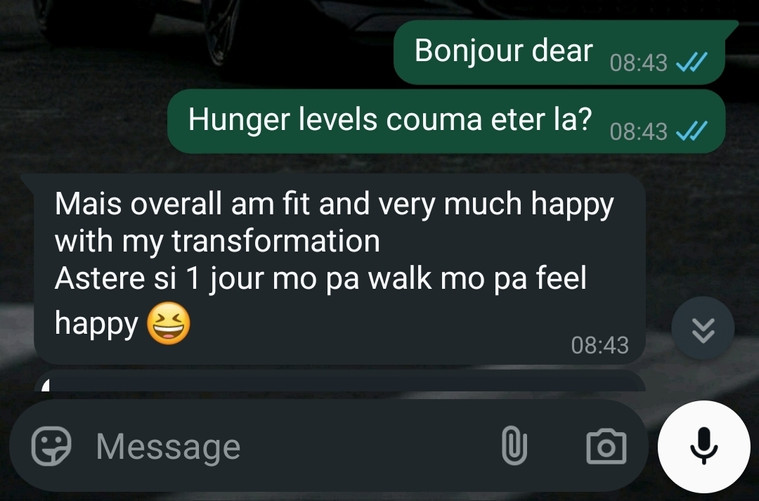 Bonjour dear
08:43
Hunger levels couma eter la?
08:43
Mais overall am fit and very much happy
with my transformation
Astere si 1 jour mo pa walk mo pa feel
happy 😆
08:43
Message